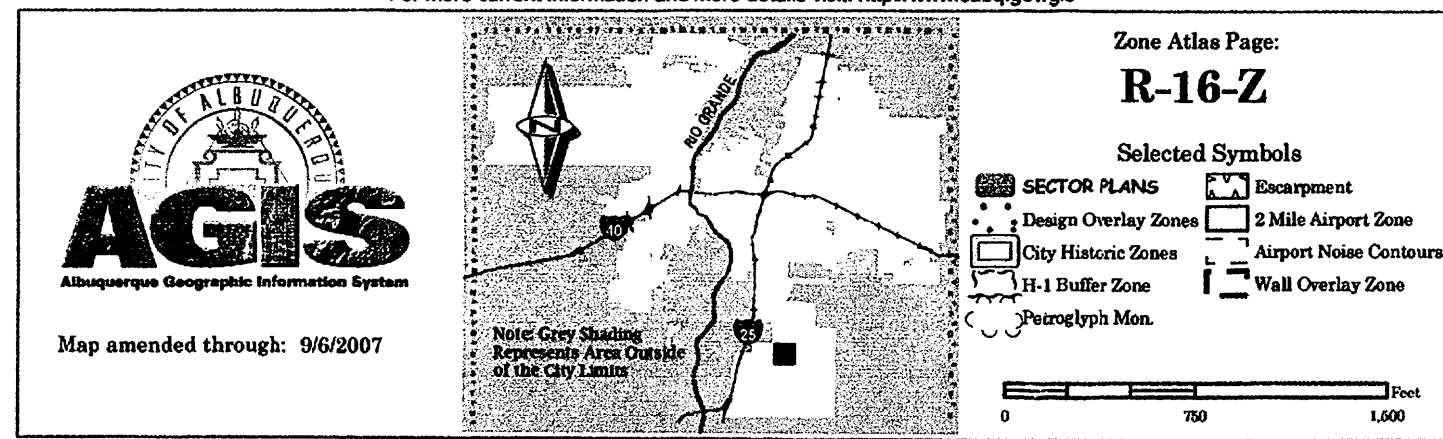 CITY OF ALBUQUERQUE
AGIS
Albuquerque Geographic Information System
Map amended through: 9/6/2007
RIO GRANDE
40
25
Note: Grey Shading
Represents Area Outside
of the City Limits
Zone Atlas Page:
R-16-Z
Selected Symbols
SECTOR PLANS
Design Overlay Zones
City Historic Zones
H-1 Buffer Zone
Petroglyph Mon.
Escarpment
2 Mile Airport Zone
Airport Noise Contours
Wall Overlay Zone
Feet
0 750 1,500